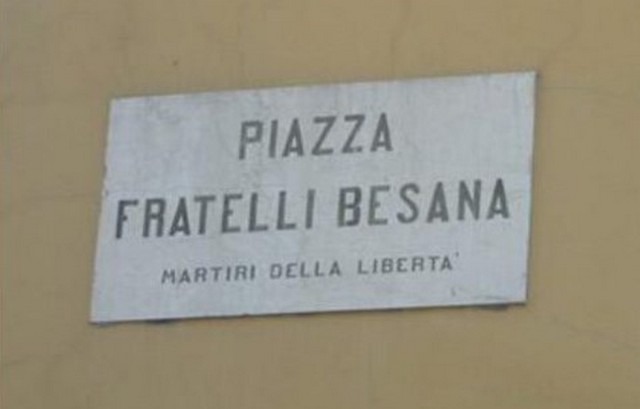 PIAZZA
FRATELLI BESANA
MARTIRI DELLA LIBERTA'